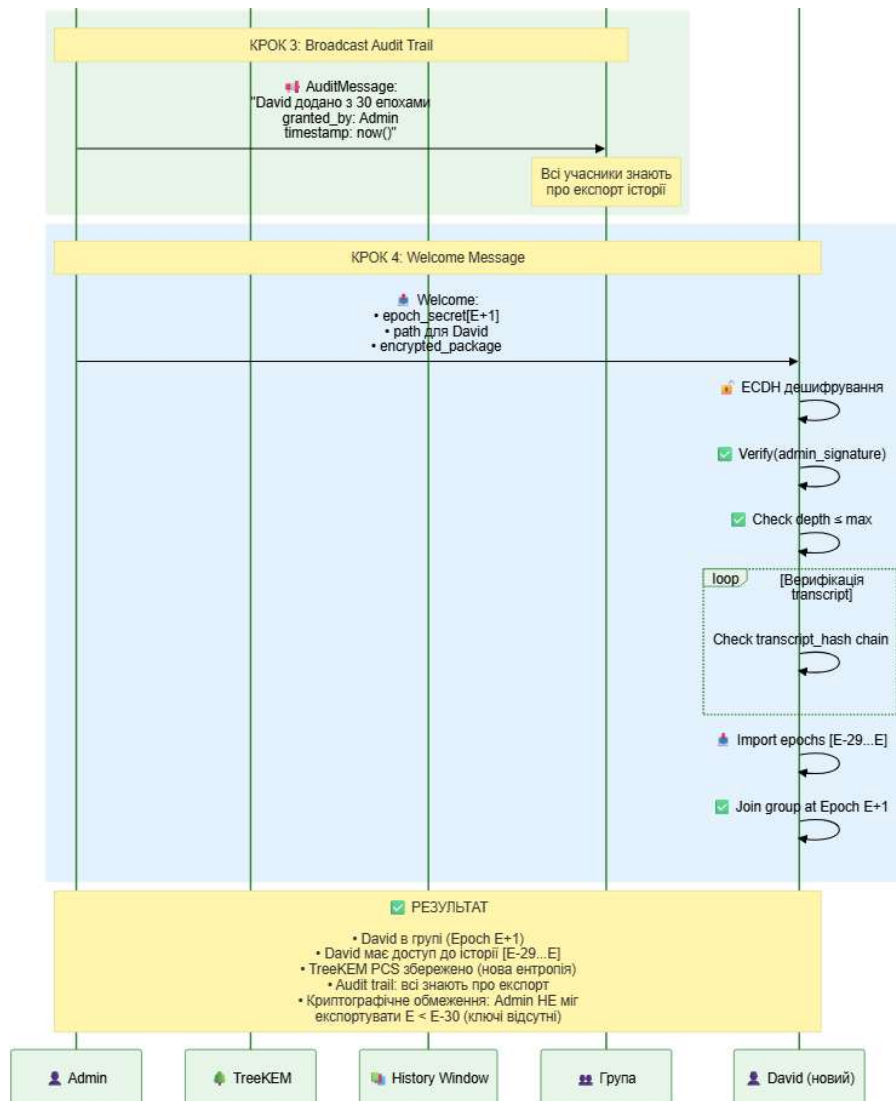 КРОК 3: Broadcast Audit Trail
AuditMessage:
"David додано з 30 епохами
granted_by: Admin
timestamp: now()"
Всі учасники знають
про експорт історії
КРОК 4: Welcome Message
Welcome:
• epoch_secret[E+1]
• path для David
• encrypted_package
ECDH дешифрування
Verify(admin_signature)
Check depth ≤ max
loop
[Верифікація
transcript]
Check transcript_hash chain
Import epochs [E-29...E]
Join group at Epoch E+1
РЕЗУЛЬТАТ
• David в групі (Epoch E+1)
• David має доступ до історії [E-29...E]
• TreeKEM PCS збережено (нова ентропія)
• Audit trail: всі знають про експорт
• Криптографічне обмеження: Admin НЕ міг
експортувати E < E-30 (ключі відсутні)
Admin
TreeKEM
History Window
Група
David (новий)